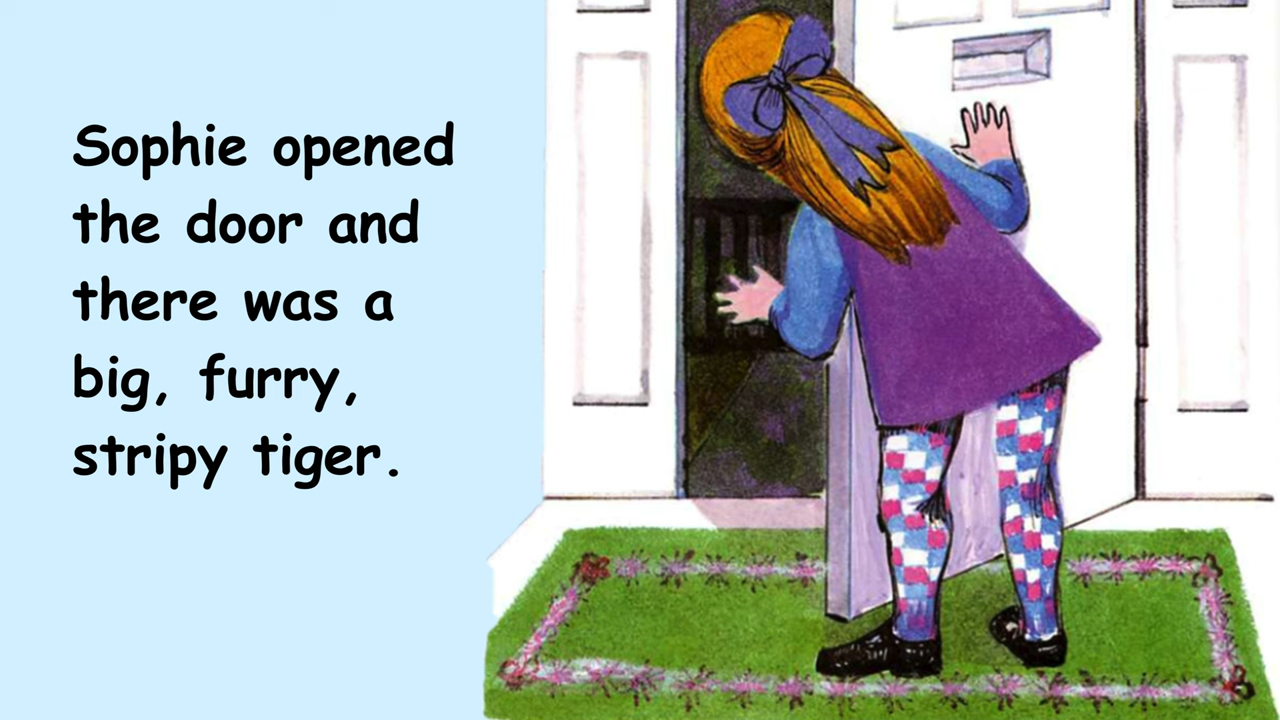 Sophie opened
the door and
there was a
big, furry,
stripy tiger.